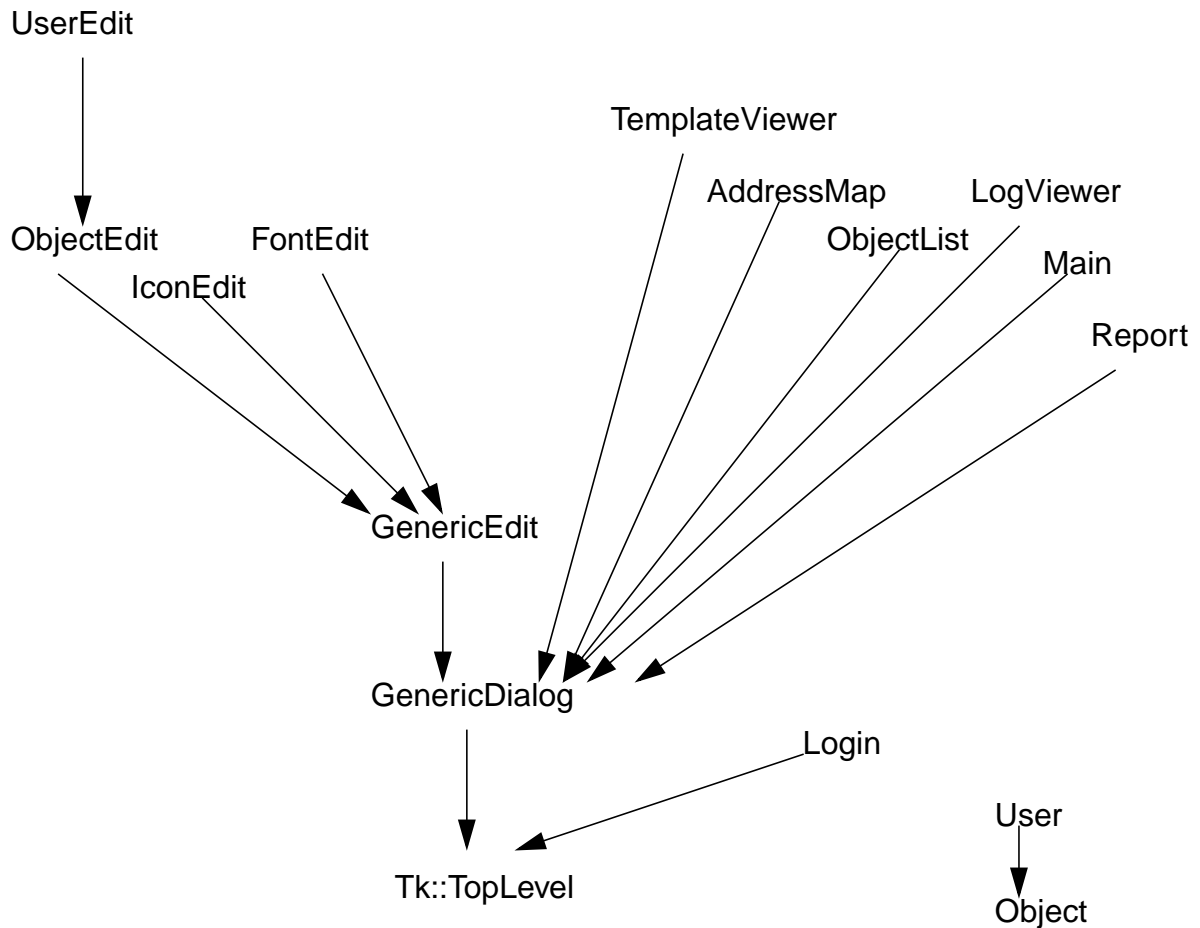 UserEdit
TemplateViewer
AddressMap
LogViewer
ObjectEdit
FontEdit
ObjectList
Main
IconEdit
Report
GenericEdit
GenericDialog
Login
User
Tk::TopLevel
Object